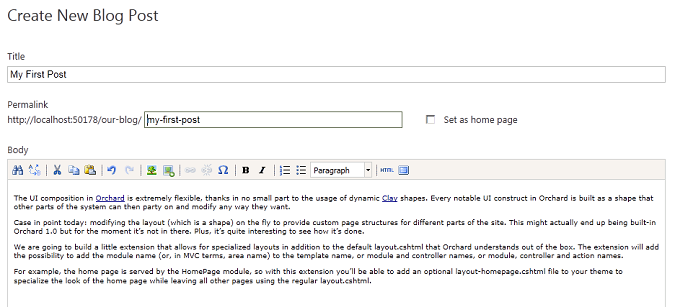 Create New Blog Post
Title
My First Post
Permalink
http://localhost:50178/our-blog/ my-first-post Set as home page
Body
B I Paragraph HTML
The UI composition in Orchard is extremely flexible, thanks in no small part to the usage of dynamic Clay shapes. Every notable UI construct in Orchard is built as a shape that
other parts of the system can then party on and modify any way they want.
Case in point today: modifying the layout (which is a shape) on the fly to provide custom page structures for different parts of the site. This might actually end up being built-in
Orchard 1.0 but for the moment it's not in there. Plus, it's quite interesting to see how it's done.
We are going to build a little extension that allows for specialized layouts in addition to the default layout.cshtml that Orchard understands out of the box. The extension will add
the possibility to add the module name (or, in MVC terms, area name) to the template name, or module and controller names, or module, controller and action names.
For example, the home page is served by the HomePage module, so with this extension you'll be able to add an optional layout-homepage.cshtml file to your theme to
specialize the look of the home page while leaving all other pages using the regular layout.cshtml.